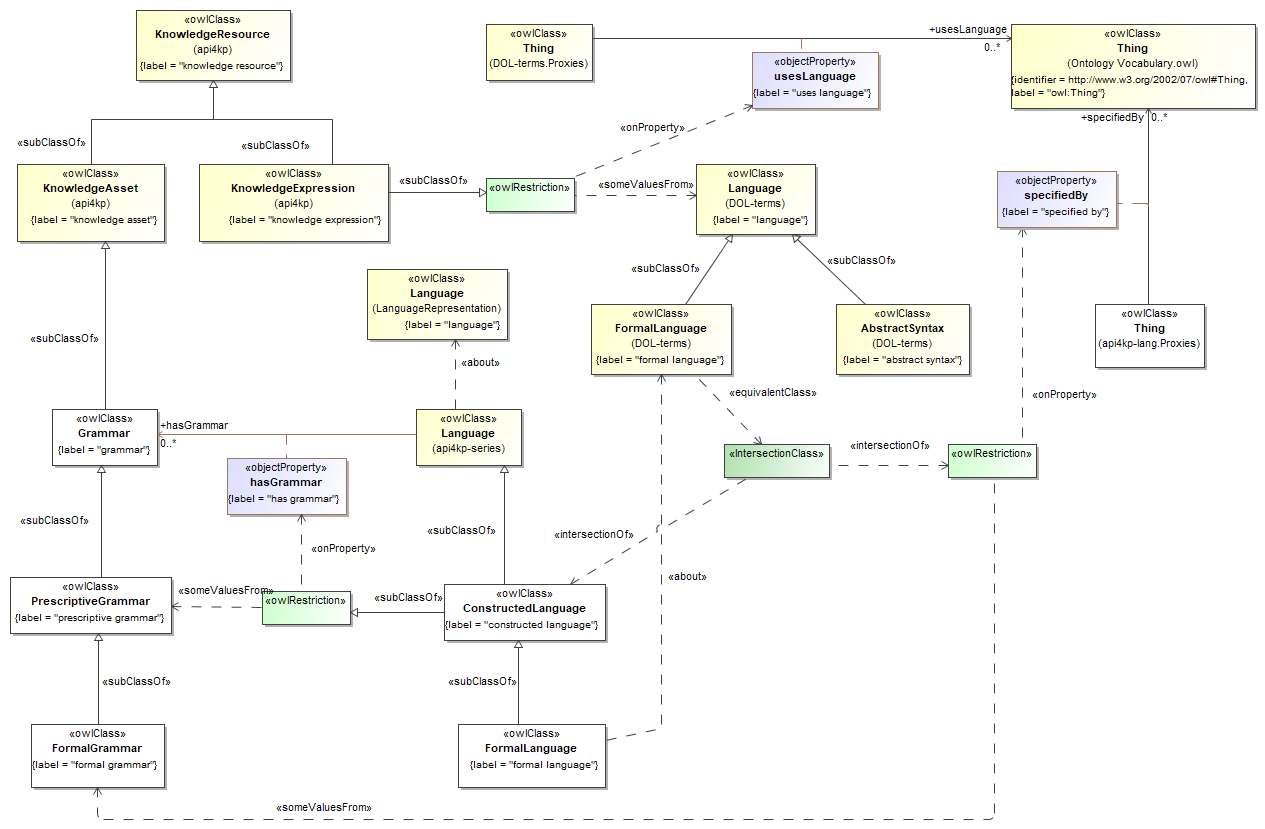 «owlClass»
KnowledgeResource
(api4kp)
{label = "knowledge resource"}
«owlClass»
Thing
(DOL-terms.Proxies)
+usesLanguage
0..*
«owlClass»
Thing
(Ontology Vocabulary.owl)
{identifier = http://www.w3.org/2002/07/owl#Thing,
label = "owl:Thing"}
«objectProperty»
usesLanguage
{label = "uses language"}
+specifiedBy 0..*
«onProperty»
«subClassOf»
«subClassOf»
«owlClass»
KnowledgeAsset
(api4kp)
{label = "knowledge asset"}
«owlClass»
KnowledgeExpression
(api4kp)
{label = "knowledge expression"}
«subClassOf»
«owlRestriction»
«someValuesFrom»
«owlClass»
Language
(DOL-terms)
{label = "language"}
«objectProperty»
specifiedBy
{label = "specified by"}
«subClassOf»
«subClassOf»
«owlClass»
Language
(LanguageRepresentation)
{label = "language"}
«owlClass»
FormalLanguage
(DOL-terms)
{label = "formal language"}
«owlClass»
AbstractSyntax
(DOL-terms)
{label = "abstract syntax"}
«owlClass»
Thing
(api4kp-lang.Proxies)
«subClassOf»
«about»
«equivalentClass»
«onProperty»
«owlClass»
Grammar
{label = "grammar"}
+hasGrammar
0..*
«owlClass»
Language
(api4kp-series)
«objectProperty»
hasGrammar
{label = "has grammar"}
«IntersectionClass»
«intersectionOf»
«owlRestriction»
«subClassOf»
«subClassOf»
«intersectionOf»
«onProperty»
«about»
«owlClass»
PrescriptiveGrammar
{label = "prescriptive grammar"}
«someValuesFrom»
«owlRestriction»
«subClassOf»
«owlClass»
ConstructedLanguage
{label = "constructed language"}
«subClassOf»
«subClassOf»
«owlClass»
FormalGrammar
{label = "formal grammar"}
«owlClass»
FormalLanguage
{label = "formal language"}
«someValuesFrom»